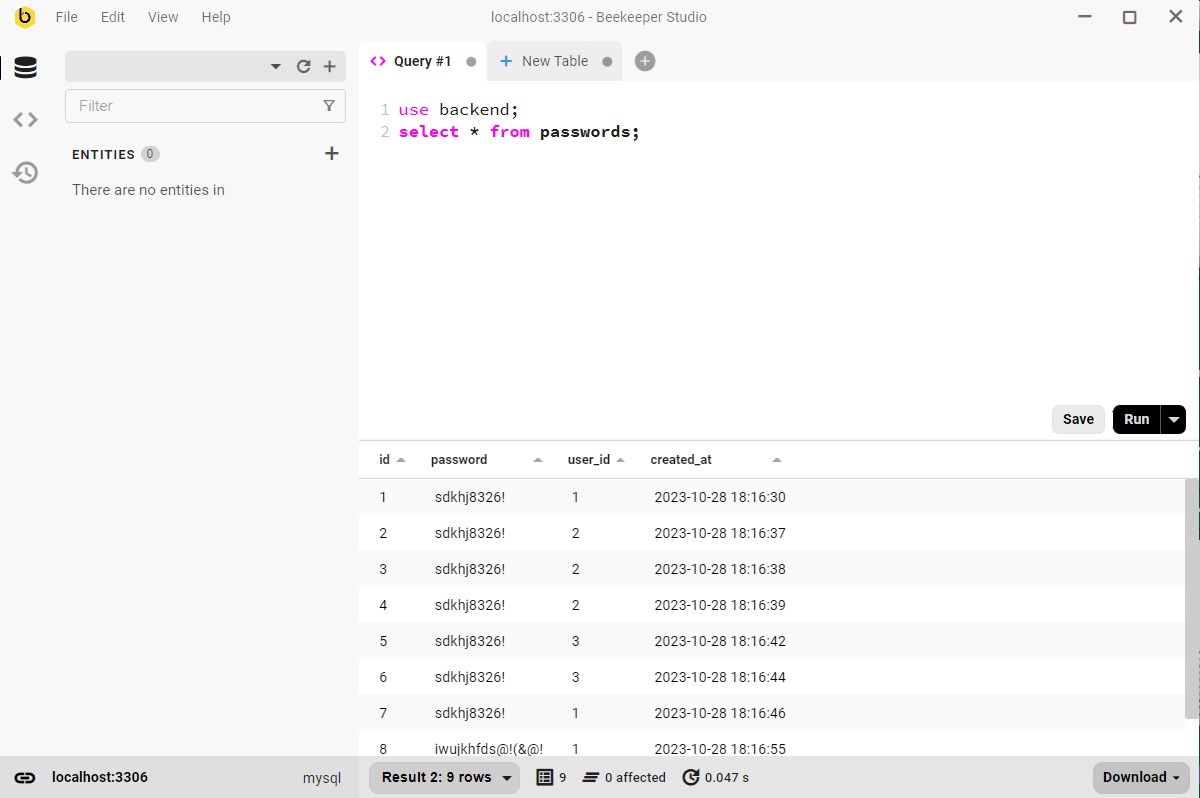 File Edit View Help localhost:3306 - Beekeeper Studio
Query #1 New Table
Filter
ENTITIES 0
There are no entities in
1 use backend;
2 select * from passwords;
Save Run
id password user_id created_at
1 sdkhj8326! 1 2023-10-28 18:16:30
2 sdkhj8326! 2 2023-10-28 18:16:37
3 sdkhj8326! 2 2023-10-28 18:16:38
4 sdkhj8326! 2 2023-10-28 18:16:39
5 sdkhj8326! 3 2023-10-28 18:16:42
6 sdkhj8326! 3 2023-10-28 18:16:44
7 sdkhj8326! 1 2023-10-28 18:16:46
8 iwujkhfds@!(&@! 1 2023-10-28 18:16:55
localhost:3306 mysql Result 2: 9 rows 9 0 affected 0.047 s Download